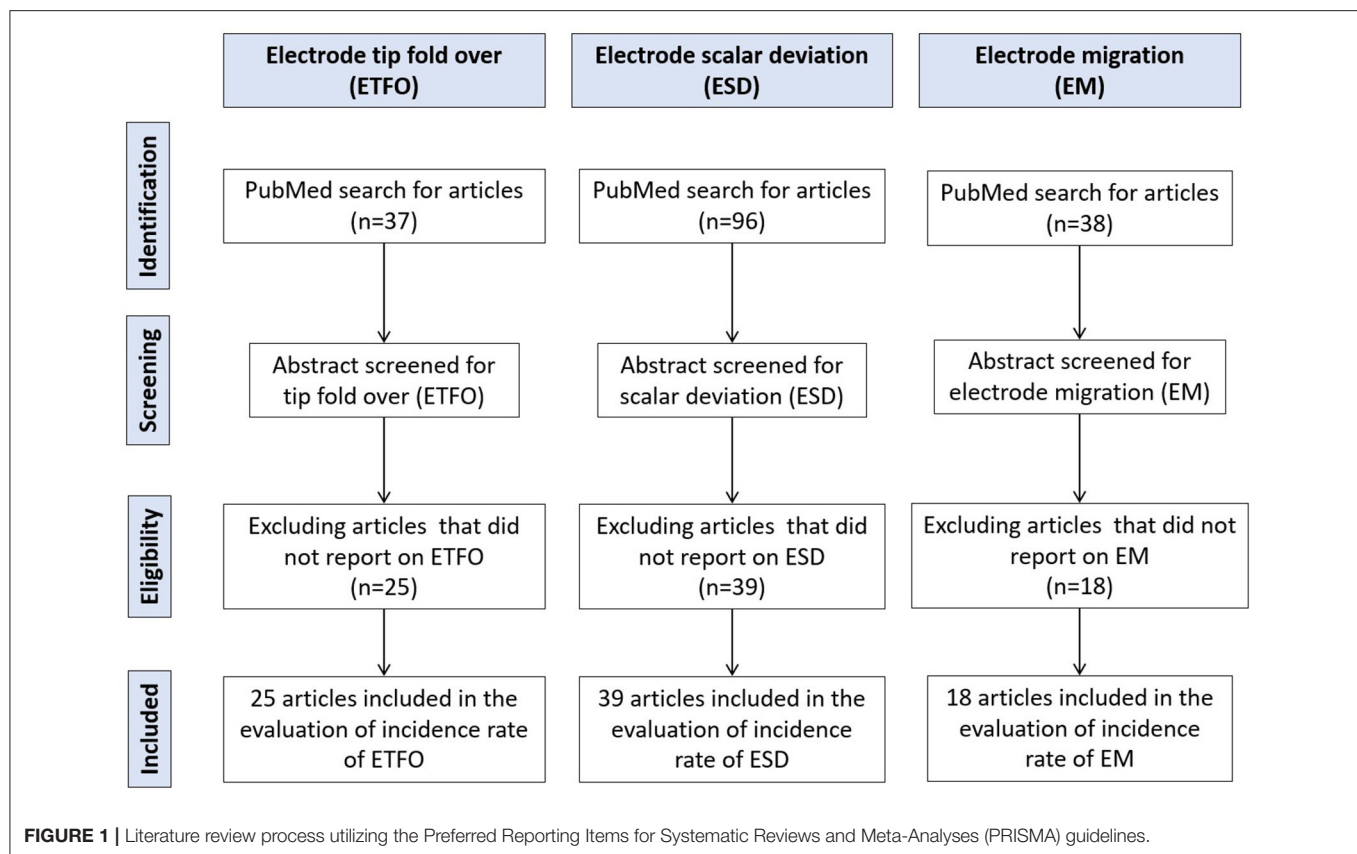 Electrode tip fold over
(ETFO)
Electrode scalar deviation
(ESD)
Electrode migration
(EM)
Identification
PubMed search for articles
(n=37)
PubMed search for articles
(n=96)
PubMed search for articles
(n=38)
Screening
Abstract screened for
tip fold over (ETFO)
Abstract screened for
scalar deviation (ESD)
Abstract screened for
electrode migration (EM)
Eligibility
Excluding articles that did
not report on ETFO
(n=25)
Excluding articles that did
not report on ESD
(n=39)
Excluding articles that did not
report on EM
(n=18)
Included
25 articles included in the
evaluation of incidence rate
of ETFO
39 articles included in the
evaluation of incidence
rate of ESD
18 articles included in the
evaluation of incidence
rate of EM
FIGURE 1 | Literature review process utilizing the Preferred Reporting Items for Systematic Reviews and Meta-Analyses (PRISMA) guidelines.